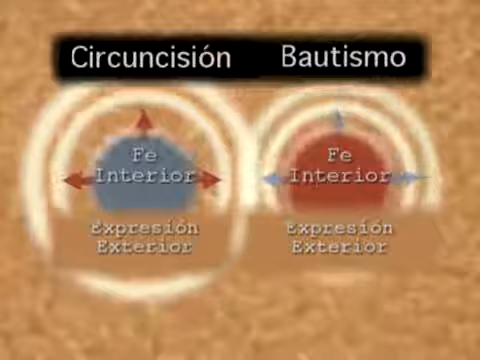 Circuncisión Bautismo
Fe
Interior
Expresión
Exterior
Fe
Interior
Expresión
Exterior